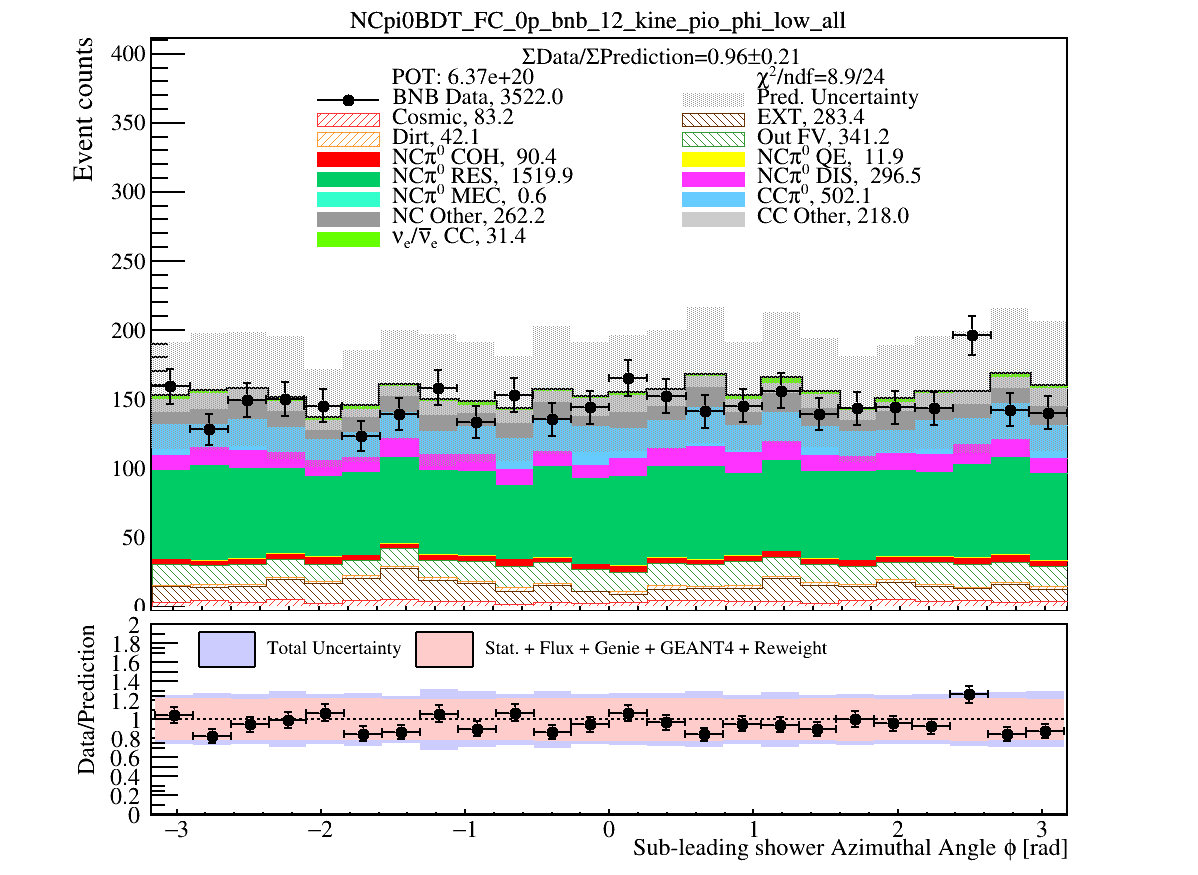 NCpi0BDT_FC_0p_bnb_12_kine_pio_phi_low_all
ΣData/ΣPrediction=0.96±0.21
POT: 6.37e+20
χ²/ndf=8.9/24
BNB Data, 3522.0
Pred. Uncertainty
Cosmic, 83.2
EXT, 283.4
Dirt, 42.1
Out FV, 341.2
NCπ⁰ COH, 90.4
NCπ⁰ QE, 11.9
NCπ⁰ RES, 1519.9
NCπ⁰ DIS, 296.5
NCπ⁰ MEC, 0.6
CCπ⁰, 502.1
NC Other, 262.2
CC Other, 218.0
νₑ/ν̅ₑ CC, 31.4
Event counts
400
350
300
250
200
150
100
50
0
Total Uncertainty
Stat. + Flux + Genie + GEANT4 + Reweight
Data/Prediction
2
1.8
1.6
1.4
1.2
1
0.8
0.6
0.4
0.2
0
−3 −2 −1 0 1 2 3
Sub-leading shower Azimuthal Angle ϕ [rad]